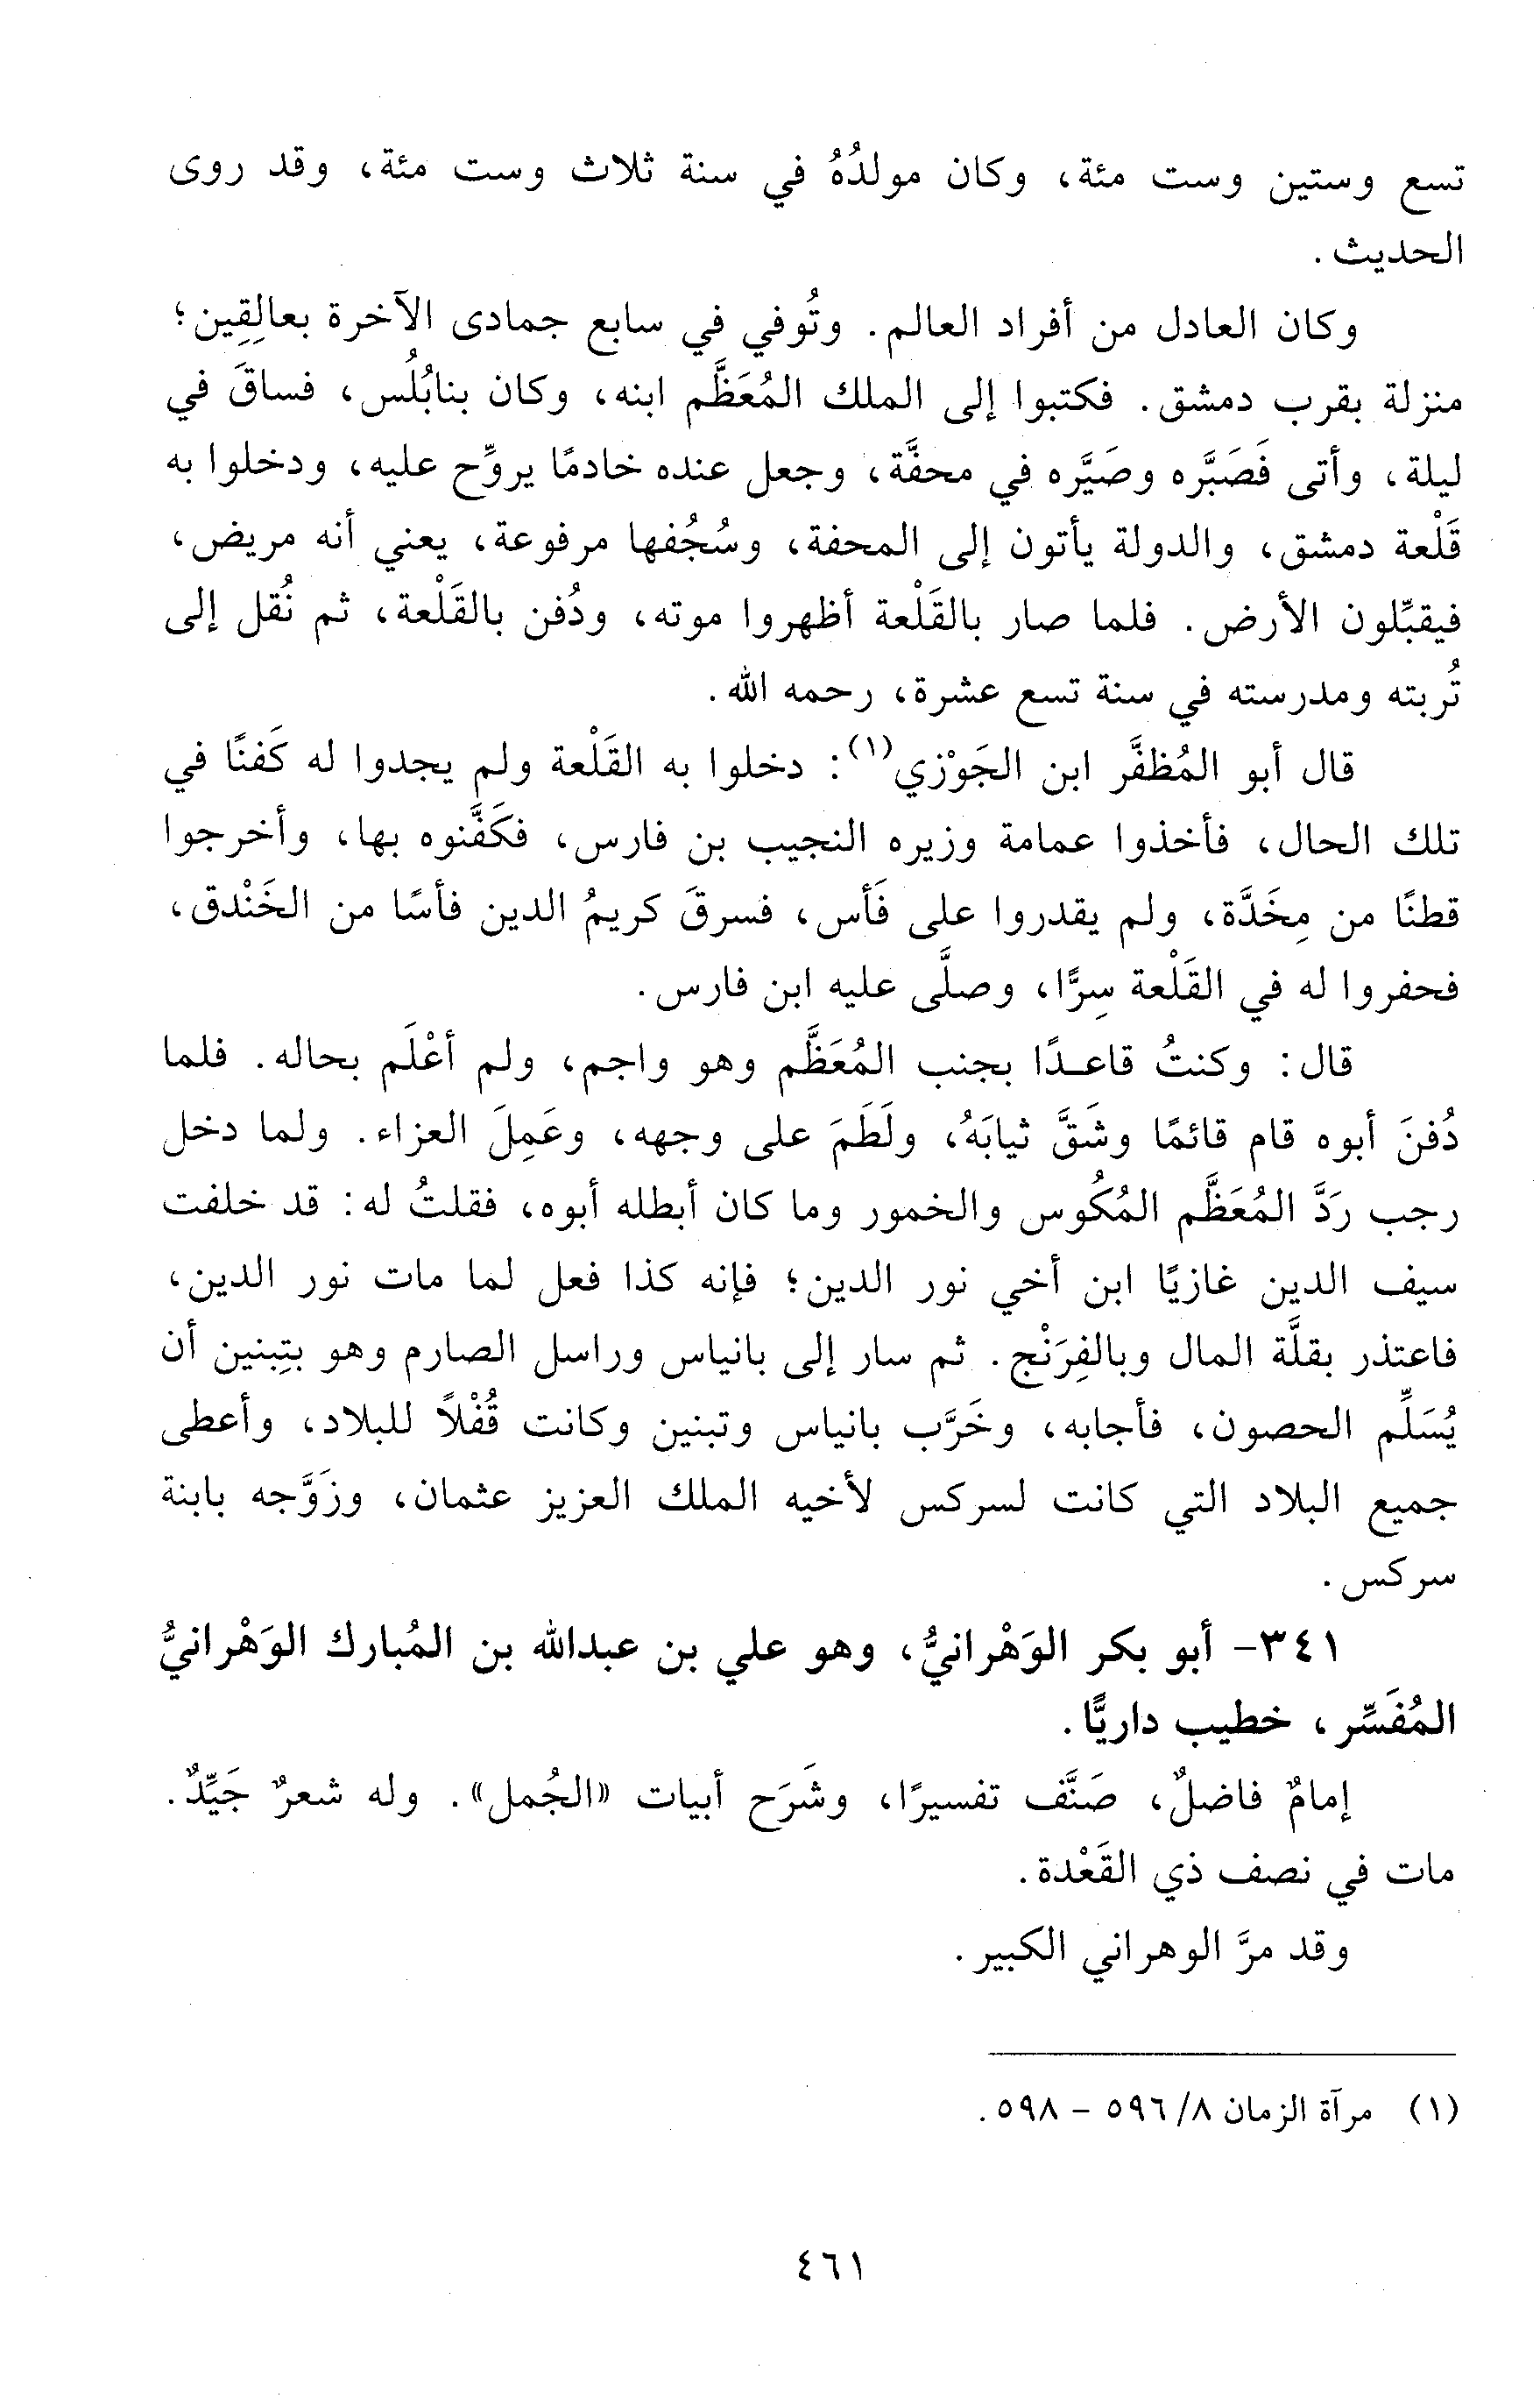 تسع وستين وست مئة، وكان مولدُهُ في سنة ثلاث وست مئة، وقد روى
الحديث.
وكان العادل من أفراد العالم. وتُوفي في سابع جمادى الآخرة بعالِقِين؛
منزلة بقرب دمشق. فكتبوا إلى الملك المُعَظَّم ابنه، وكان بنابُلُس، فساقَ في
ليلة، وأتى فَصَبَّره وصَيَّره في محفَّة، وجعل عنده خادمًا يروِّح عليه، ودخلوا به
قَلْعة دمشق، والدولة يأتون إلى المحفة، وسُجُفها مرفوعة، يعني أنه مريض،
فيقبِّلون الأرض. فلما صار بالقَلْعة أظهروا موته، ودُفن بالقَلْعة، ثم نُقل إلى
تُربته ومدرسته في سنة تسع عشرة، رحمه الله.
قال أبو المُظفَّر ابن الجَوْزي(١): دخلوا به القَلْعة ولم يجدوا له كَفنًا في
تلك الحال، فأخذوا عمامة وزيره النجيب بن فارس، فكَفَّنوه بها، وأخرجوا
قطنًا من مِخَدَّة، ولم يقدروا على فَأس، فسرقَ كريمُ الدين فأسًا من الخَنْدق،
فحفروا له في القَلْعة سِرًّا، وصلَّى عليه ابن فارس.
قال: وكنتُ قاعدًا بجنب المُعَظَّم وهو واجم، ولم أعْلَم بحاله. فلما
دُفنَ أبوه قام قائمًا وشَقَّ ثيابَهُ، ولَطَمَ على وجهه، وعَمِلَ العزاء. ولما دخل
رجب رَدَّ المُعَظَّم المُكُوس والخمور وما كان أبطله أبوه، فقلتُ له: قد خلفت
سيف الدين غازيًا ابن أخي نور الدين؛ فإنه كذا فعل لما مات نور الدين،
فاعتذر بقلَّة المال وبالفِرَنْج. ثم سار إلى بانياس وراسل الصارم وهو بتِبنين أن
يُسَلِّم الحصون، فأجابه، وخَرَّب بانياس وتبنين وكانت قُفْلاً للبلاد، وأعطى
جميع البلاد التي كانت لسركس لأخيه الملك العزيز عثمان، وزَوَّجه بابنة
سركس.
٣٤١- أبو بكر الوَهْرانيُّ، وهو علي بن عبدالله بن المُبارك الوَهْرانيُّ
المُفَسِّر، خطيب داريًّا.
إمامٌ فاضلٌ، صَنَّف تفسيرًا، وشَرَح أبيات «الجُمل». وله شعرٌ جَيِّدٌ.
مات في نصف ذي القَعْدة.
وقد مرَّ الوهراني الكبير.
(١) مرآة الزمان ٨/ ٥٩٦ - ٥٩٨.
٤٦١